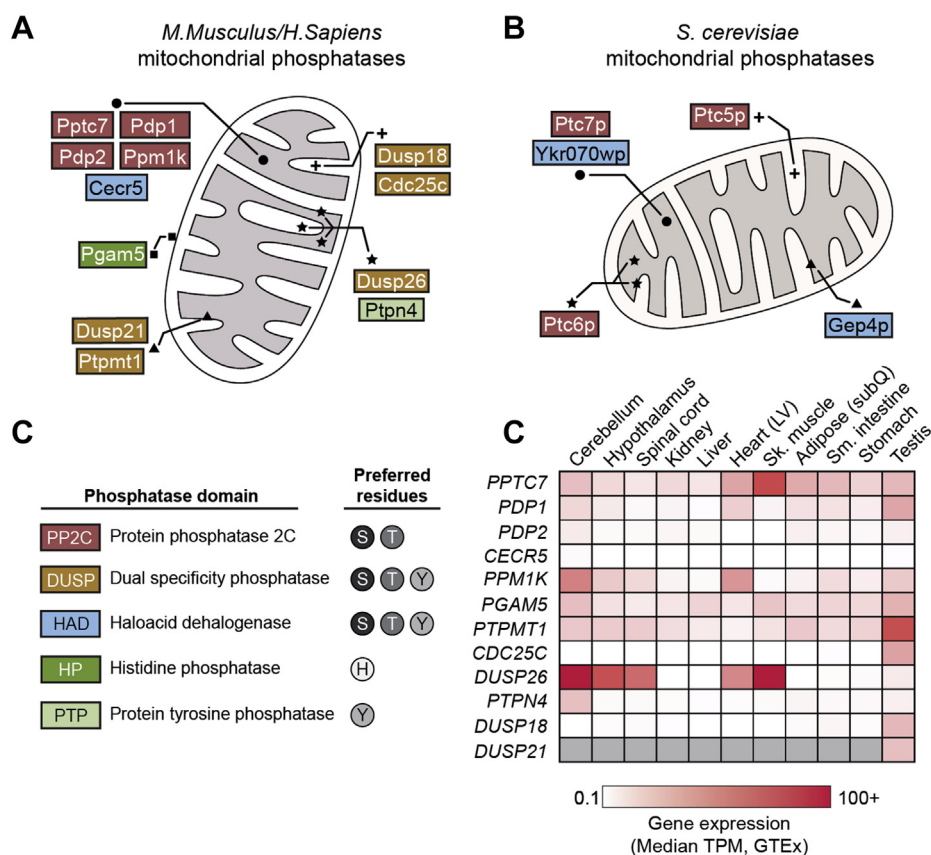 A
M.Musculus/H.Sapiens
mitochondrial phosphatases
Pptc7
Pdp1
Pdp2
Ppm1k
Cecr5
Dusp18
Cdc25c
Pgam5
Dusp26
Ptpn4
Dusp21
Ptpmt1
B
S. cerevisiae
mitochondrial phosphatases
Ptc7p
Ykr070wp
Ptc5p
Ptc6p
Gep4p
C
Phosphatase domain
Preferred
residues
PP2C Protein phosphatase 2C S T
DUSP Dual specificity phosphatase S T Y
HAD Haloacid dehalogenase S T Y
HP Histidine phosphatase H
PTP Protein tyrosine phosphatase Y
C
Cerebellum
Hypothalamus
Spinal cord
Kidney
Liver
Heart (LV)
Sk. muscle
Adipose (subQ)
Sm. intestine
Stomach
Testis
PPTC7
PDP1
PDP2
CECR5
PPM1K
PGAM5
PTPMT1
CDC25C
DUSP26
PTPN4
DUSP18
DUSP21
0.1 100+
Gene expression
(Median TPM, GTEx)